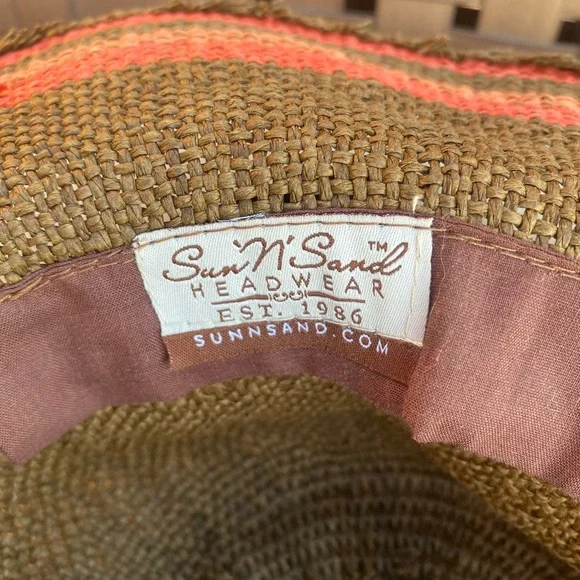 Sun 'N' Sand™
HEADWEAR
EST. 1986
SUNNSAND.COM